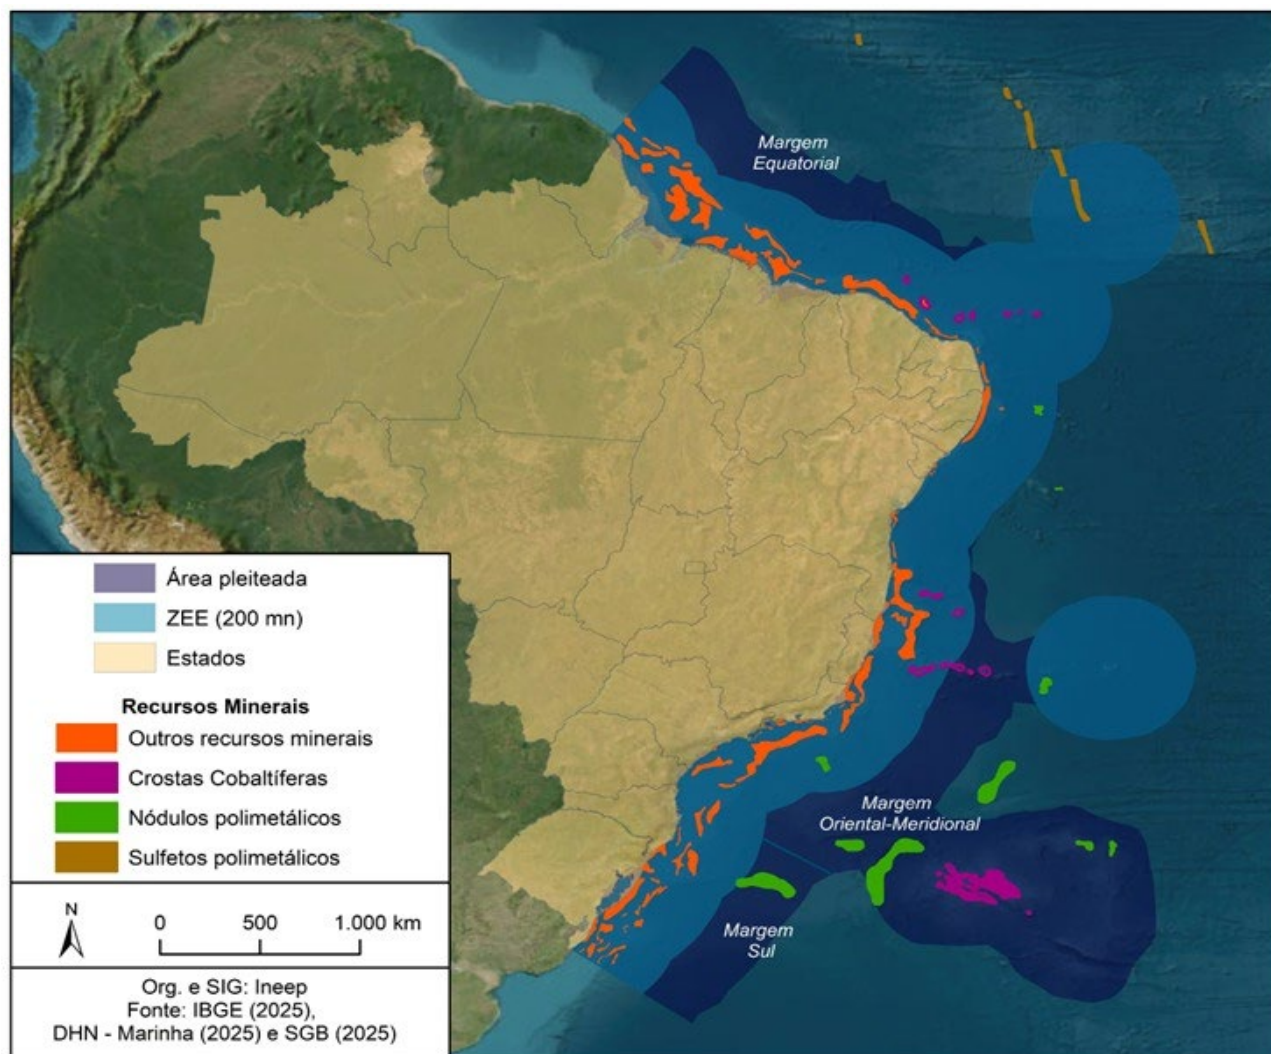 Margem
Equatorial
Margem
Oriental-Meridional
Margem
Sul
Área pleiteada
ZEE (200 mn)
Estados
Recursos Minerais
Outros recursos minerais
Crostas Cobaltíferas
Nódulos polimetálicos
Sulfetos polimetálicos
N
0 500 1.000 km
Org. e SIG: Ineep
Fonte: IBGE (2025),
DHN - Marinha (2025) e SGB (2025)